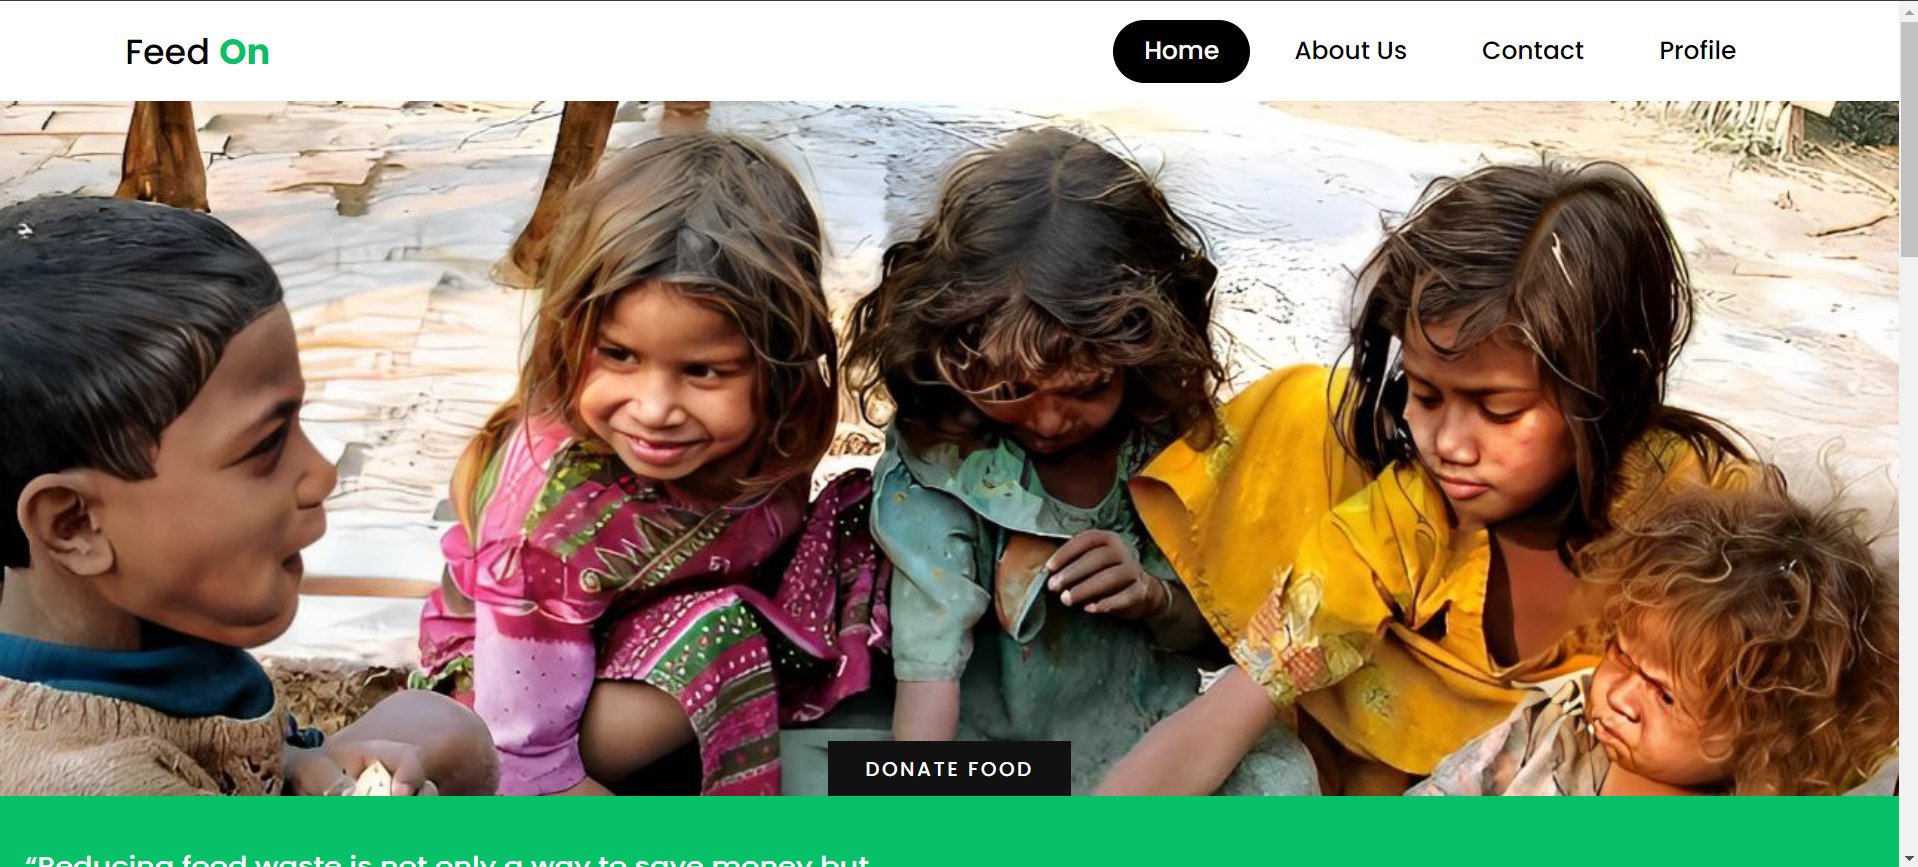 Feed On
Home About Us Contact Profile
DONATE FOOD
“Reducing food waste is not only a way to save money but